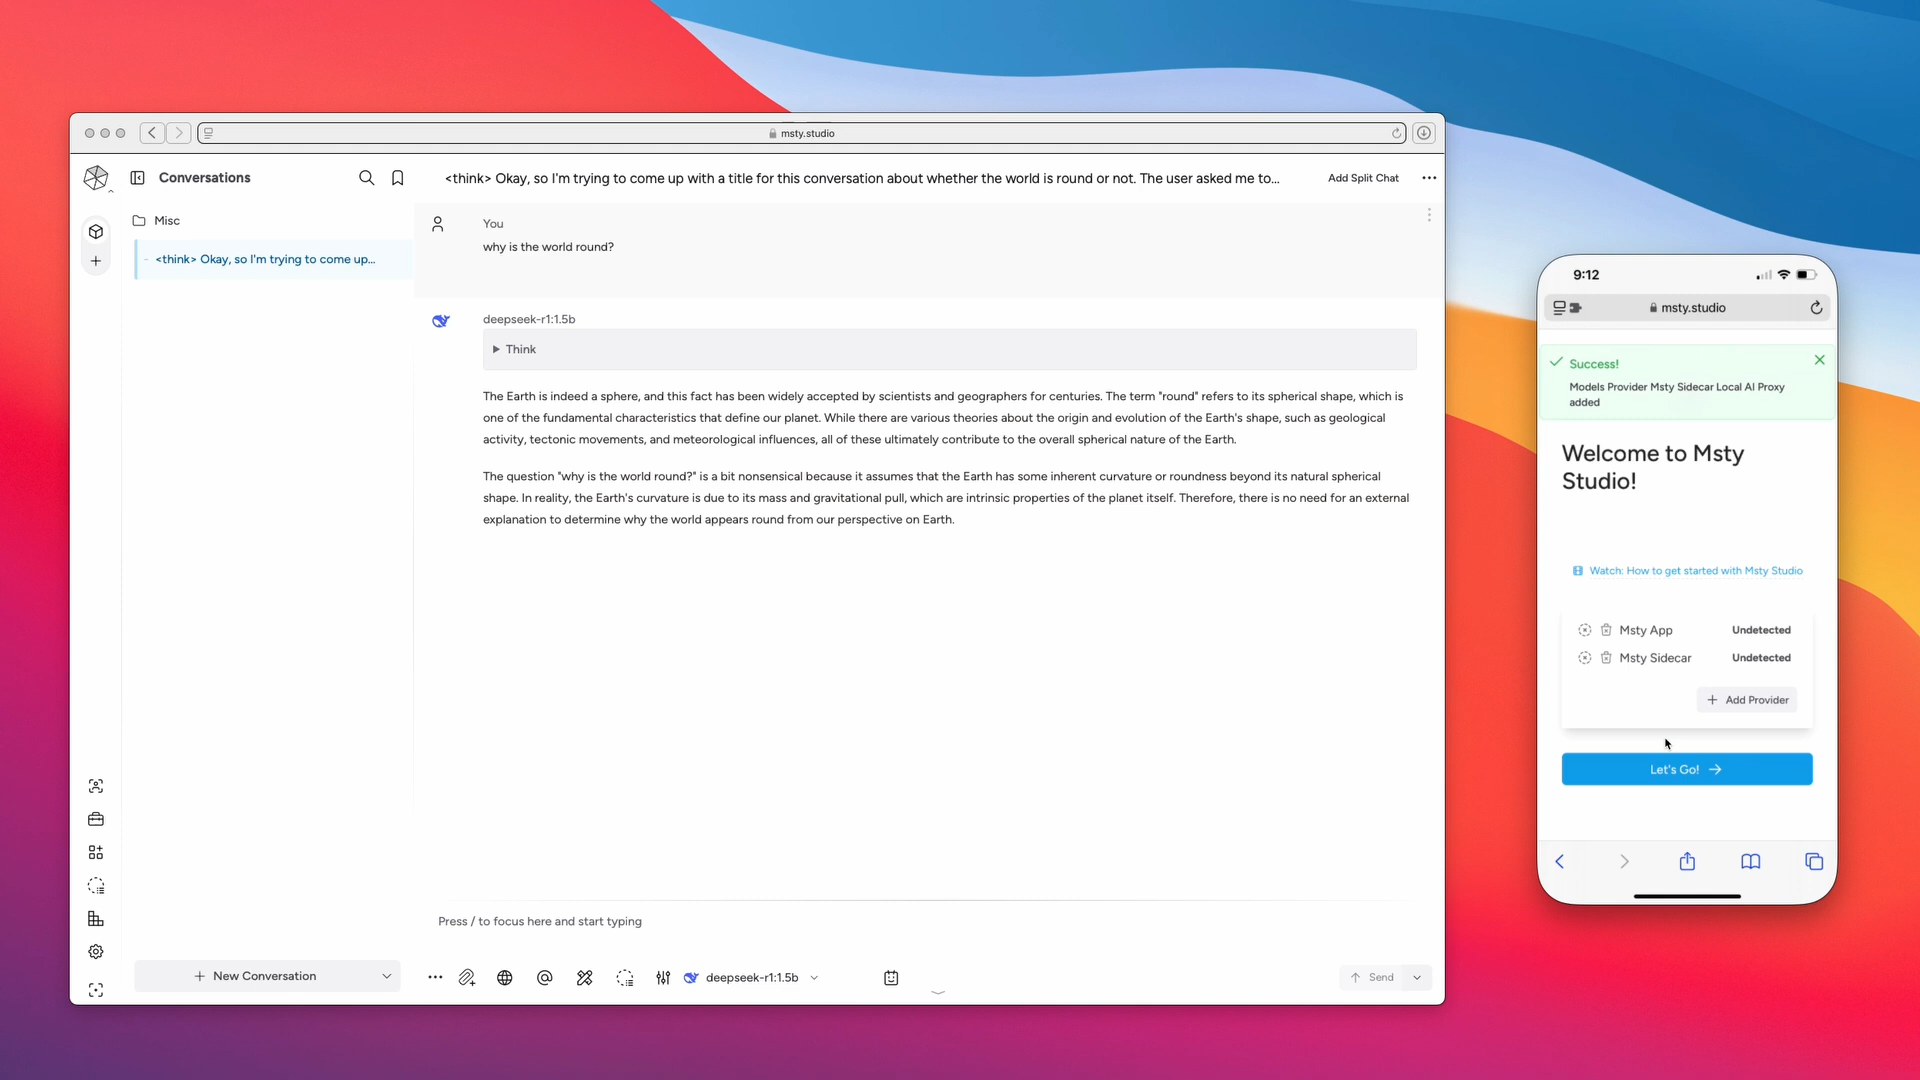 msty.studio
Conversations
<think> Okay, so I'm trying to come up with a title for this conversation about whether the world is round or not. The user asked me to...
Add Split Chat
Misc
<think> Okay, so I'm trying to come up...
You
why is the world round?
deepseek-r1:1.5b
Think
The Earth is indeed a sphere, and this fact has been widely accepted by scientists and geographers for centuries. The term "round" refers to its spherical shape, which is
one of the fundamental characteristics that define our planet. While there are various theories about the origin and evolution of the Earth's shape, such as geological
activity, tectonic movements, and meteorological influences, all of these ultimately contribute to the overall spherical nature of the Earth.
The question "why is the world round?" is a bit nonsensical because it assumes that the Earth has some inherent curvature or roundness beyond its natural spherical
shape. In reality, the Earth's curvature is due to its mass and gravitational pull, which are intrinsic properties of the planet itself. Therefore, there is no need for an external
explanation to determine why the world appears round from our perspective on Earth.
Press / to focus here and start typing
New Conversation
deepseek-r1:1.5b
Send
9:12
msty.studio
Success!
Models Provider Msty Sidecar Local AI Proxy
added
Welcome to Msty
Studio!
Watch: How to get started with Msty Studio
Msty App Undetected
Msty Sidecar Undetected
Add Provider
Let's Go!